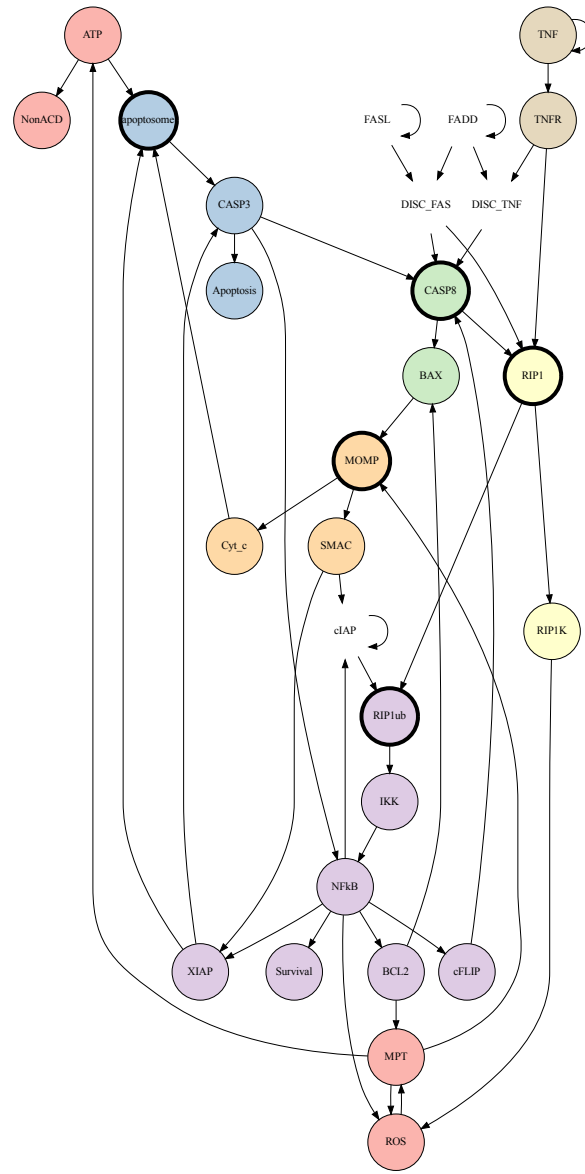 ATP
TNF
NonACD
apoptosome
FASL
FADD
TNFR
CASP3
DISC_FAS
DISC_TNF
Apoptosis
CASP8
BAX
RIP1
MOMP
Cyt_c
SMAC
cIAP
RIP1K
RIP1ub
IKK
NFkB
XIAP
Survival
BCL2
cFLIP
MPT
ROS